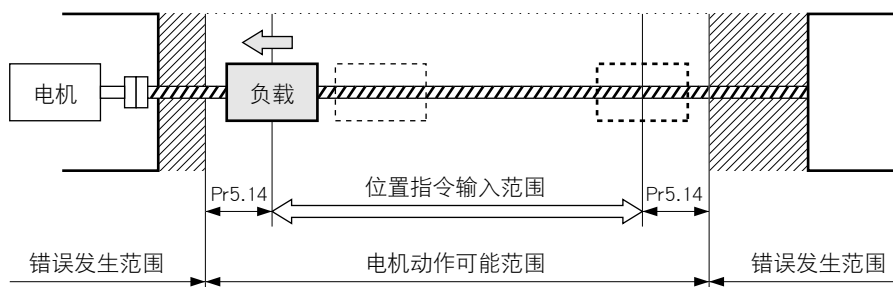 电机
负载
Pr5.14
位置指令输入范围
Pr5.14
错误发生范围
电机动作可能范围
错误发生范围